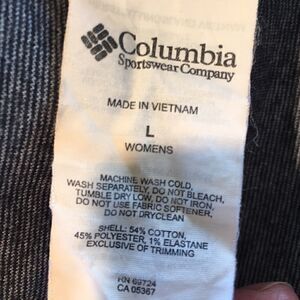 Columbia
Sportswear Company
MADE IN VIETNAM
L
WOMENS
MACHINE WASH COLD,
WASH SEPARATELY, DO NOT BLEACH,
TUMBLE DRY LOW, DO NOT IRON,
DO NOT USE FABRIC SOFTENER,
DO NOT DRYCLEAN
SHELL: 54% COTTON,
45% POLYESTER, 1% ELASTANE
EXCLUSIVE OF TRIMMING
RN 69724
CA 05367